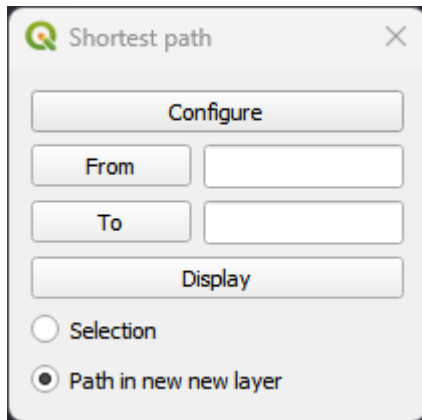 Shortest path
Configure
From
To
Display
Selection
Path in new new layer